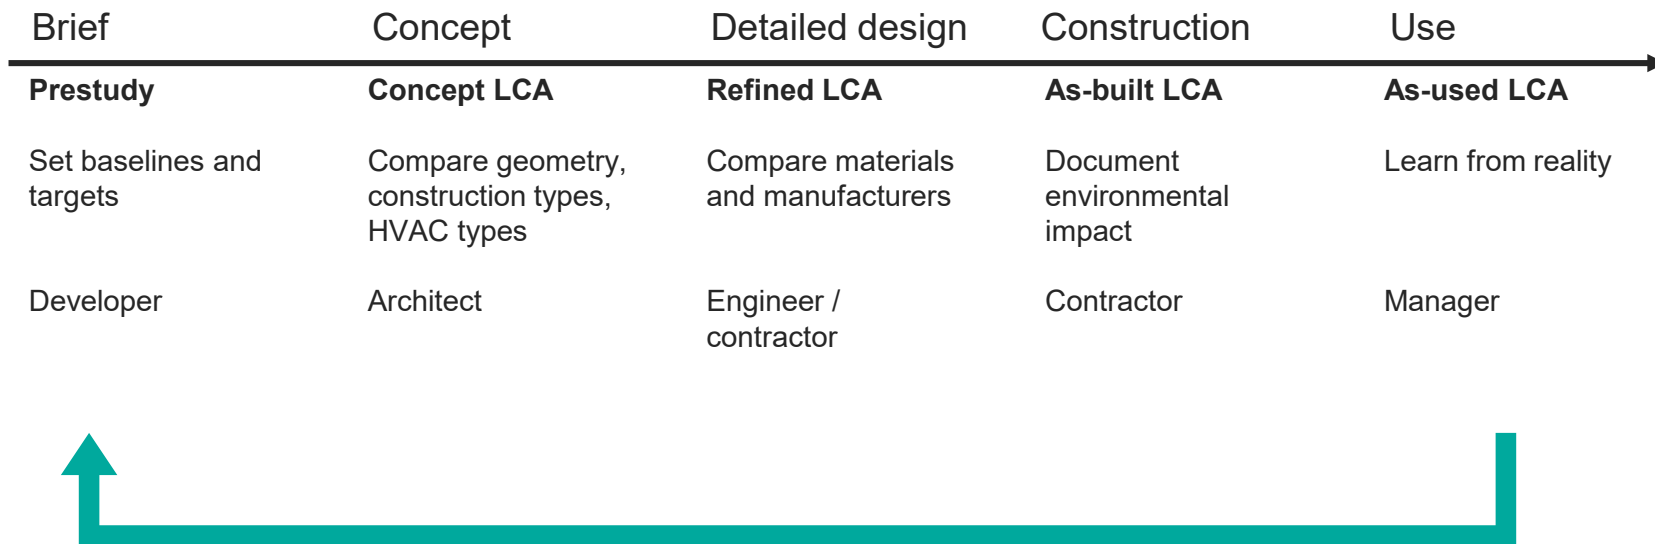 Brief
Concept
Detailed design
Construction
Use
Prestudy
Concept LCA
Refined LCA
As-built LCA
As-used LCA
Set baselines and
targets
Compare geometry,
construction types,
HVAC types
Compare materials
and manufacturers
Document
environmental
impact
Learn from reality
Developer
Architect
Engineer /
contractor
Contractor
Manager